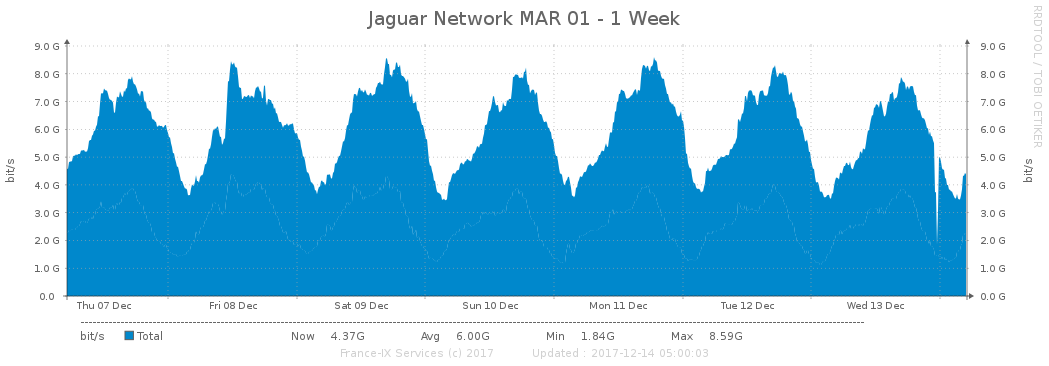 Jaguar Network MAR 01 - 1 Week
RRDTOOL / TOBI OETIKER
9.0 G 9.0 G
8.0 G 8.0 G
7.0 G 7.0 G
6.0 G 6.0 G
5.0 G 5.0 G
4.0 G 4.0 G
3.0 G 3.0 G
2.0 G 2.0 G
1.0 G 1.0 G
0.0 0.0 G
bit/s bit/s
Thu 07 Dec Fri 08 Dec Sat 09 Dec Sun 10 Dec Mon 11 Dec Tue 12 Dec Wed 13 Dec
bit/s Total Now 4.37G Avg 6.00G Min 1.84G Max 8.59G
France-IX Services (c) 2017 Updated : 2017-12-14 05:00:03